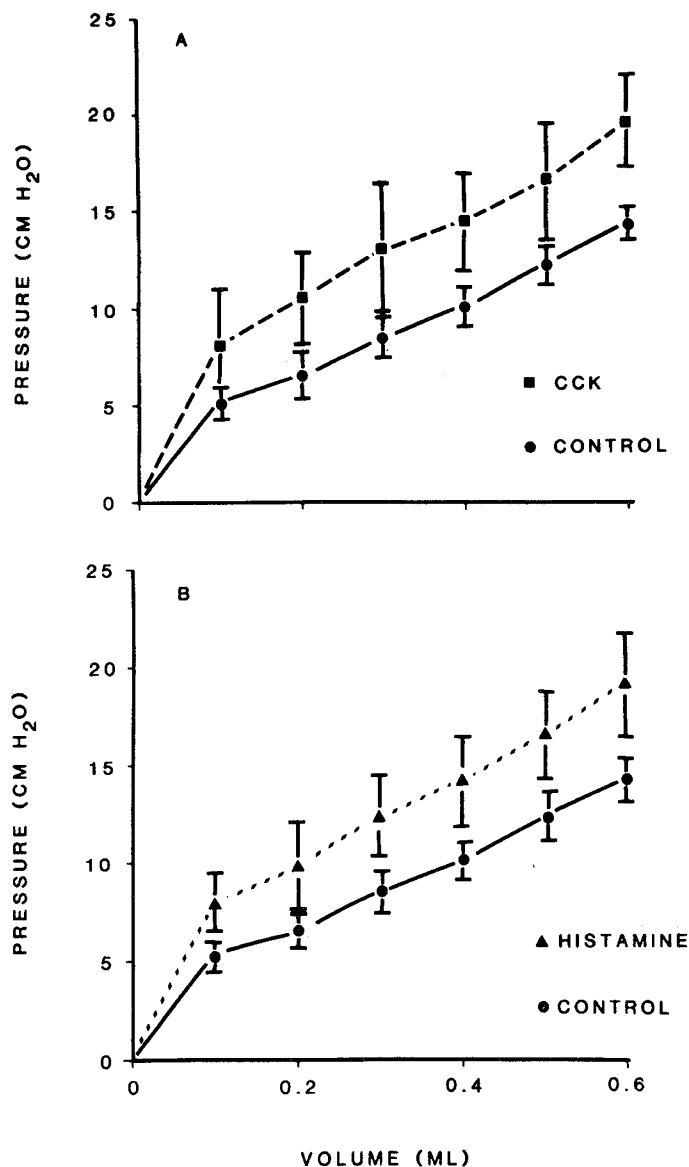 25
A
20
15
10
5
0
PRESSURE (CM H2O)
CCK
CONTROL
25
B
20
15
10
5
0
PRESSURE (CM H2O)
HISTAMINE
CONTROL
0 0.2 0.4 0.6
VOLUME (ML)